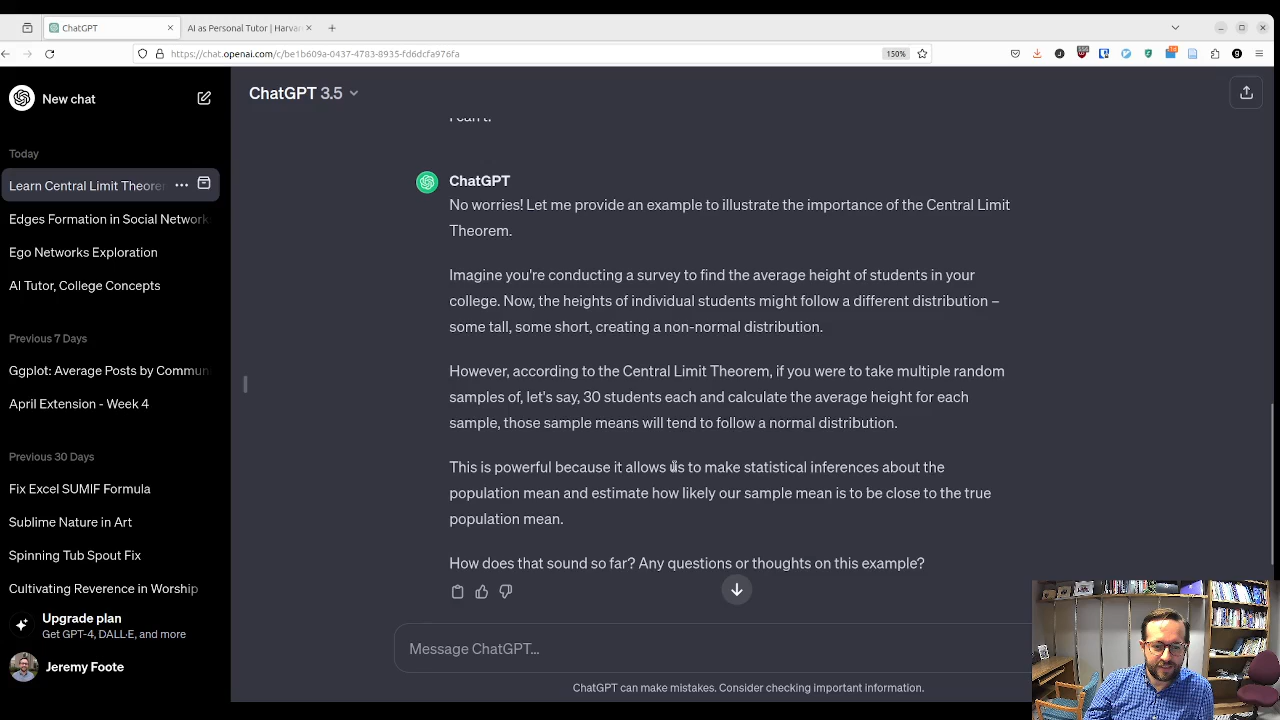 ChatGPT
AI as Personal Tutor | Harvar
https://chat.openai.com/c/be1b609a-0437-4783-8935-fd6dcfa976fa
150%
New chat
Today
Learn Central Limit Theore
Edges Formation in Social Network
Ego Networks Exploration
AI Tutor, College Concepts
Previous 7 Days
Ggplot: Average Posts by Commun
April Extension - Week 4
Previous 30 Days
Fix Excel SUMIF Formula
Sublime Nature in Art
Spinning Tub Spout Fix
Cultivating Reverence in Worship
Upgrade plan
Get GPT-4, DALL·E, and more
Jeremy Foote
ChatGPT 3.5
I can't.
ChatGPT
No worries! Let me provide an example to illustrate the importance of the Central Limit
Theorem.
Imagine you're conducting a survey to find the average height of students in your
college. Now, the heights of individual students might follow a different distribution –
some tall, some short, creating a non-normal distribution.
However, according to the Central Limit Theorem, if you were to take multiple random
samples of, let's say, 30 students each and calculate the average height for each
sample, those sample means will tend to follow a normal distribution.
This is powerful because it allows us to make statistical inferences about the
population mean and estimate how likely our sample mean is to be close to the true
population mean.
How does that sound so far? Any questions or thoughts on this example?
Message ChatGPT...
ChatGPT can make mistakes. Consider checking important information.